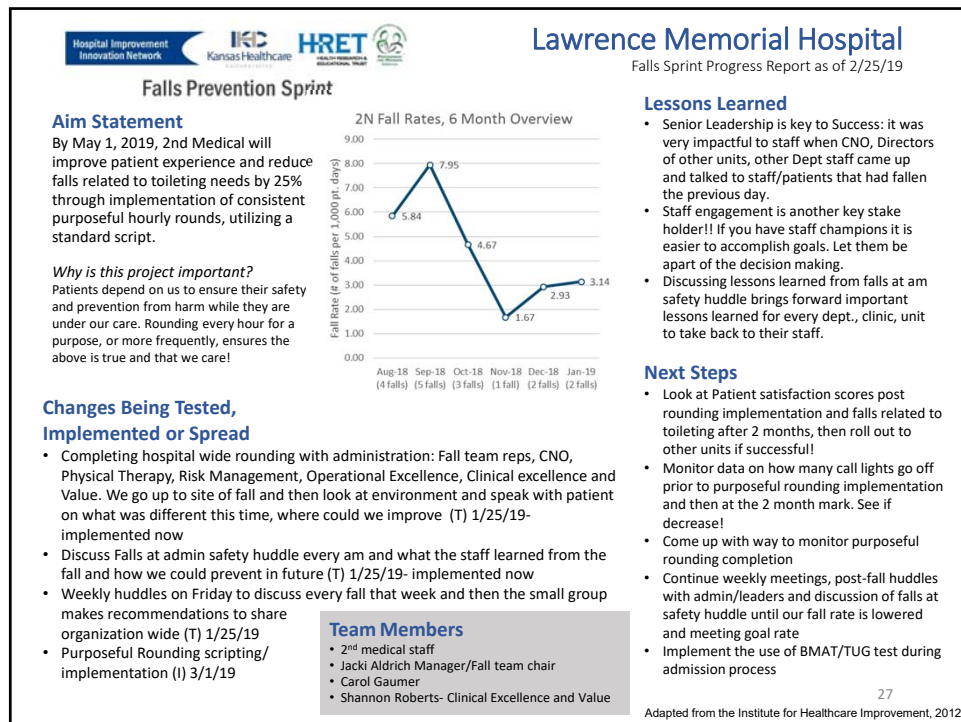 Hospital Improvement
Innovation Network
KHC
Kansas Healthcare
COLLABORATIVE
HRET
HEALTH RESEARCH &
EDUCATIONAL TRUST
Falls Prevention Sprint
Lawrence Memorial Hospital
Falls Sprint Progress Report as of 2/25/19
Aim Statement
By May 1, 2019, 2nd Medical will
improve patient experience and reduce
falls related to toileting needs by 25%
through implementation of consistent
purposeful hourly rounds, utilizing a
standard script.
Why is this project important?
Patients depend on us to ensure their safety
and prevention from harm while they are
under our care. Rounding every hour for a
purpose, or more frequently, ensures the
above is true and that we care!
2N Fall Rates, 6 Month Overview
Fall Rate (# of falls per 1,000 pt. days)
9.00
8.00
7.00
6.00
5.00
4.00
3.00
2.00
1.00
0.00
5.84
7.95
4.67
1.67
2.93
3.14
Aug-18 Sep-18 Oct-18 Nov-18 Dec-18 Jan-19
(4 falls) (5 falls) (3 falls) (1 fall) (2 falls) (2 falls)
Changes Being Tested,
Implemented or Spread
• Completing hospital wide rounding with administration: Fall team reps, CNO,
Physical Therapy, Risk Management, Operational Excellence, Clinical excellence and
Value. We go up to site of fall and then look at environment and speak with patient
on what was different this time, where could we improve (T) 1/25/19-
implemented now
• Discuss Falls at admin safety huddle every am and what the staff learned from the
fall and how we could prevent in future (T) 1/25/19- implemented now
• Weekly huddles on Friday to discuss every fall that week and then the small group
makes recommendations to share
organization wide (T) 1/25/19
• Purposeful Rounding scripting/
implementation (I) 3/1/19
Team Members
• 2nd medical staff
• Jacki Aldrich Manager/Fall team chair
• Carol Gaumer
• Shannon Roberts- Clinical Excellence and Value
Lessons Learned
• Senior Leadership is key to Success: it was
very impactful to staff when CNO, Directors
of other units, other Dept staff came up
and talked to staff/patients that had fallen
the previous day.
• Staff engagement is another key stake
holder!! If you have staff champions it is
easier to accomplish goals. Let them be
apart of the decision making.
• Discussing lessons learned from falls at am
safety huddle brings forward important
lessons learned for every dept., clinic, unit
to take back to their staff.
Next Steps
• Look at Patient satisfaction scores post
rounding implementation and falls related to
toileting after 2 months, then roll out to
other units if successful!
• Monitor data on how many call lights go off
prior to purposeful rounding implementation
and then at the 2 month mark. See if
decrease!
• Come up with way to monitor purposeful
rounding completion
• Continue weekly meetings, post-fall huddles
with admin/leaders and discussion of falls at
safety huddle until our fall rate is lowered
and meeting goal rate
• Implement the use of BMAT/TUG test during
admission process
27
Adapted from the Institute for Healthcare Improvement, 2012